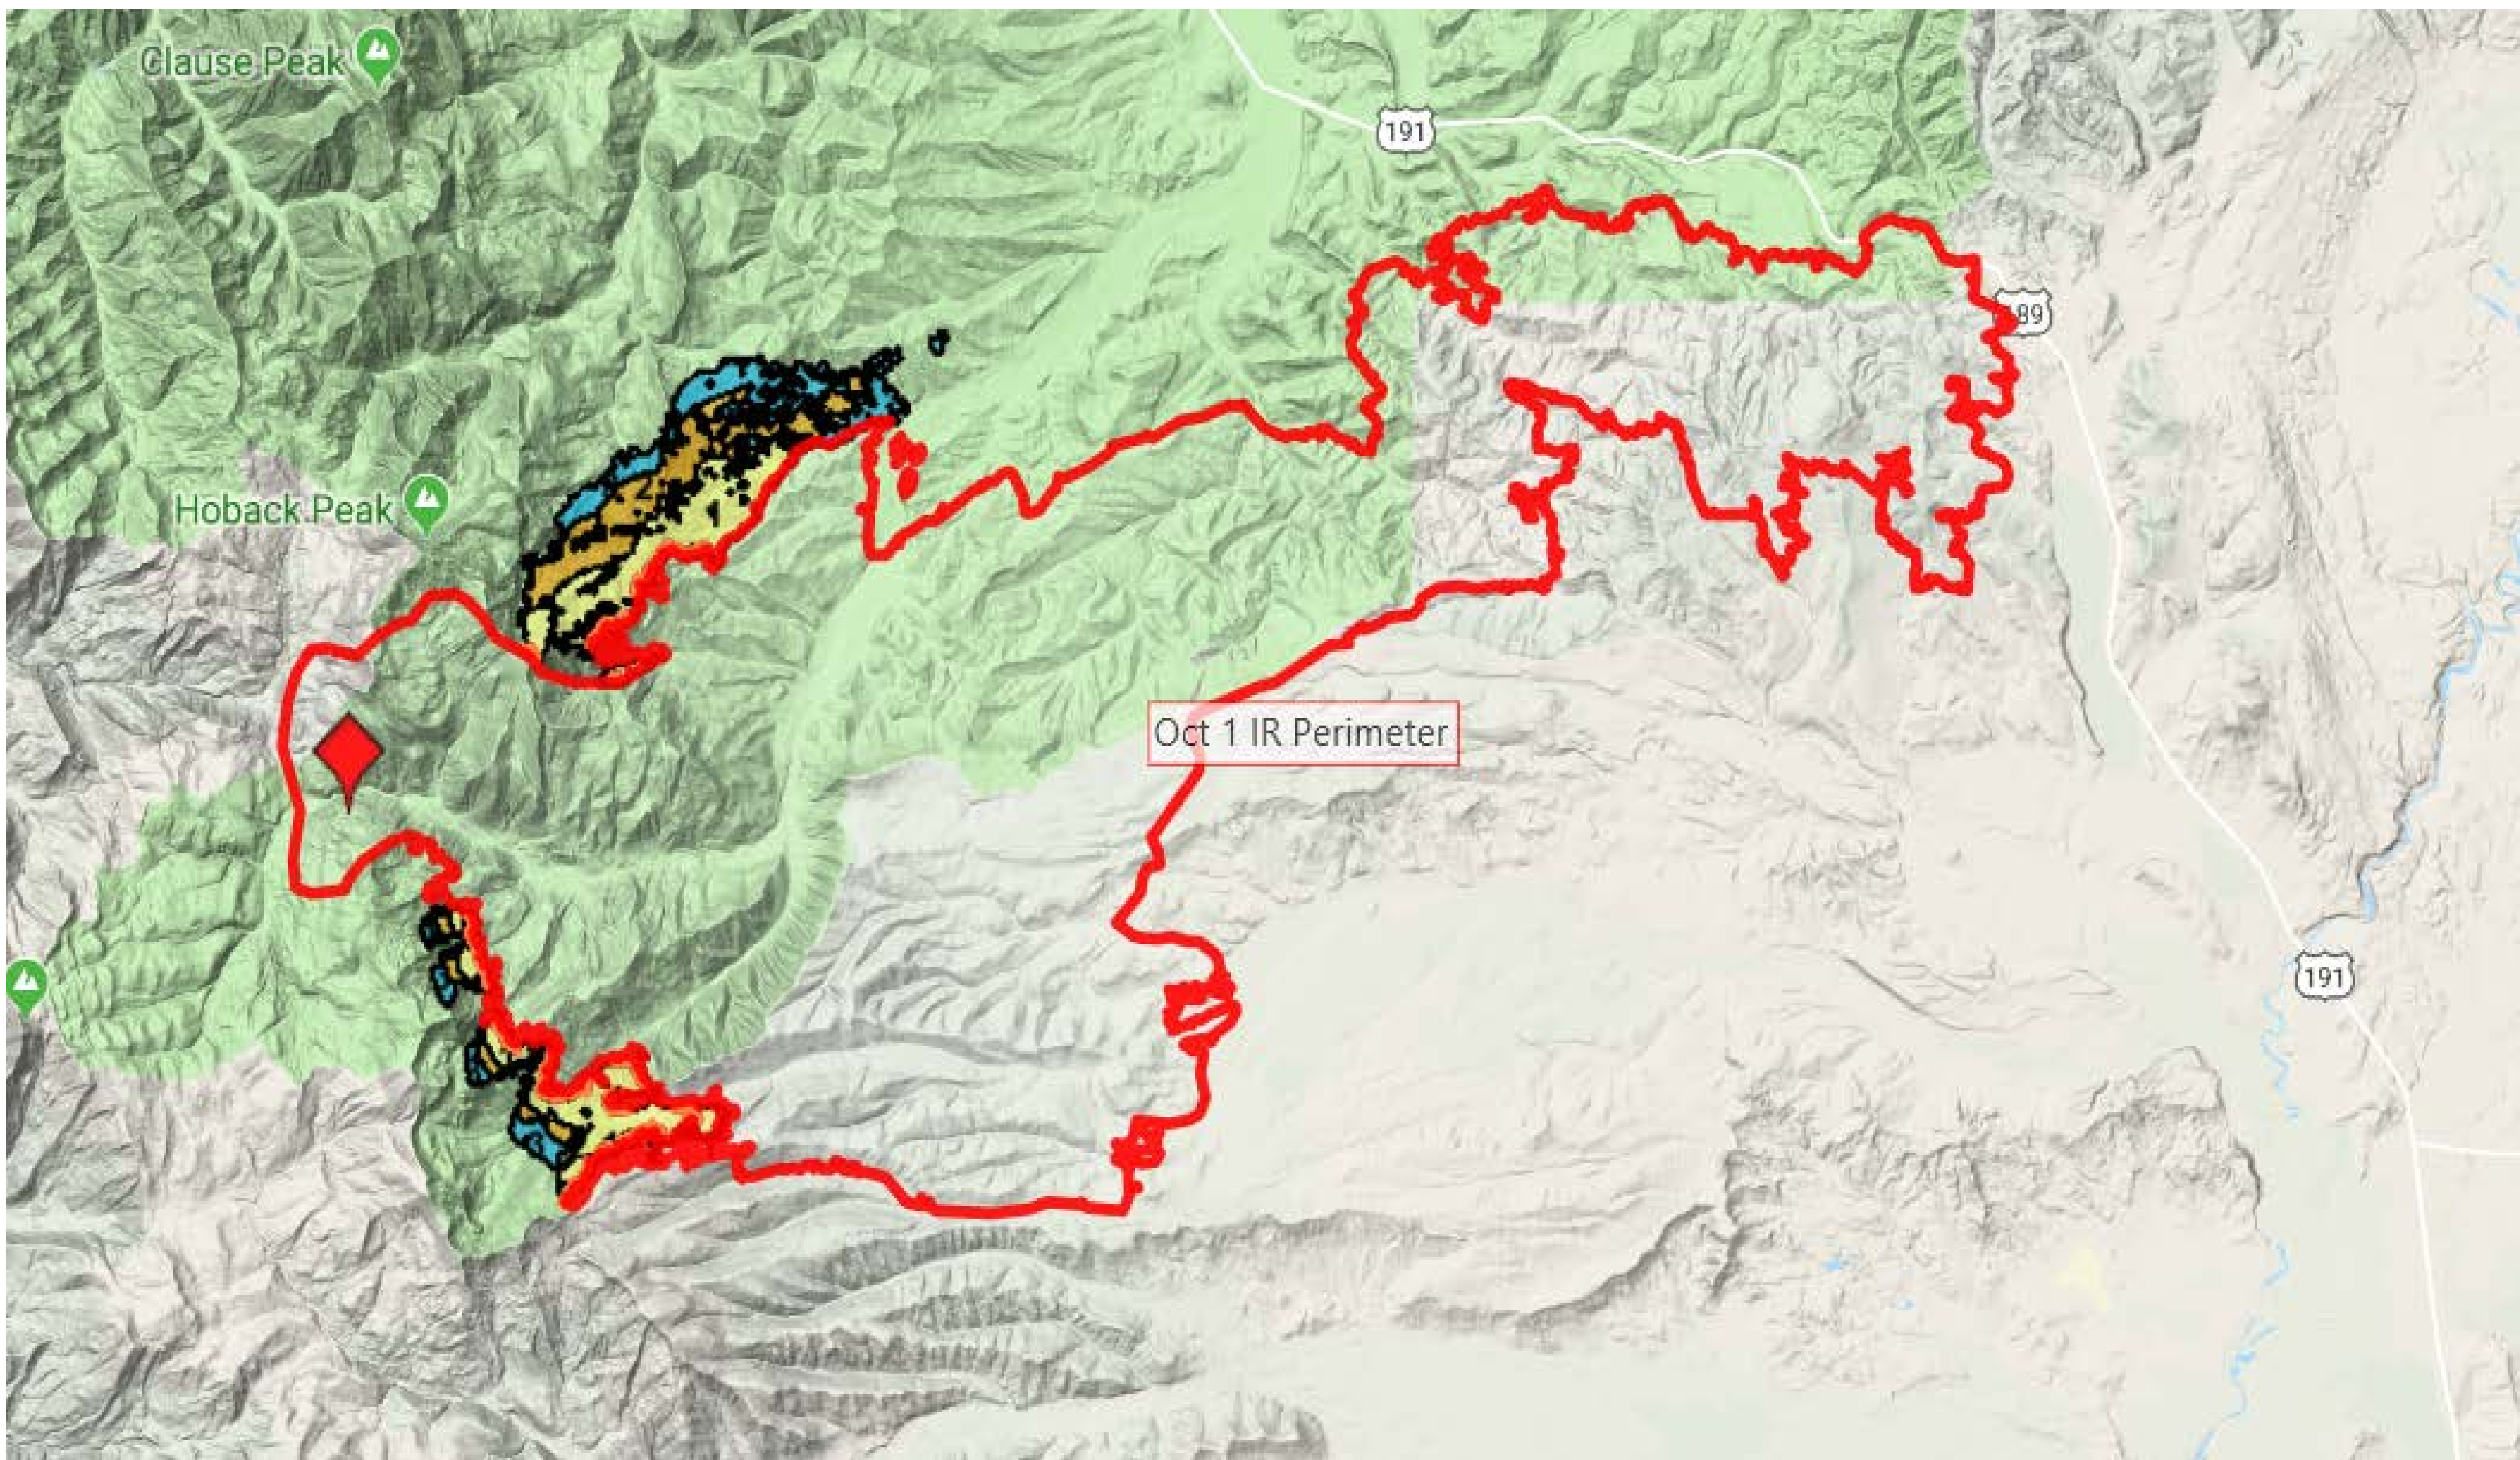 Clause Peak
191
89
Hoback Peak
Oct 1 IR Perimeter
191